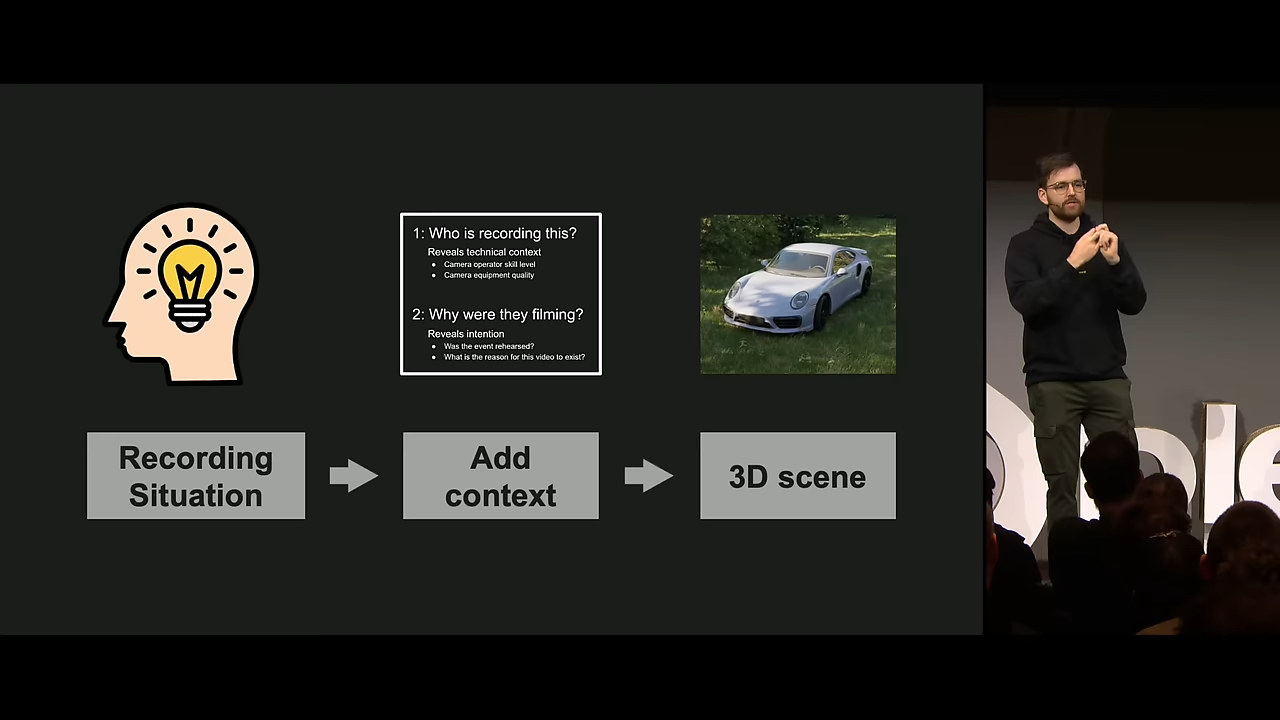 1: Who is recording this?
Reveals technical context
● Camera operator skill level
● Camera equipment quality
2: Why were they filming?
Reveals intention
● Was the event rehearsed?
● What is the reason for this video to exist?
Recording
Situation
Add
context
3D scene